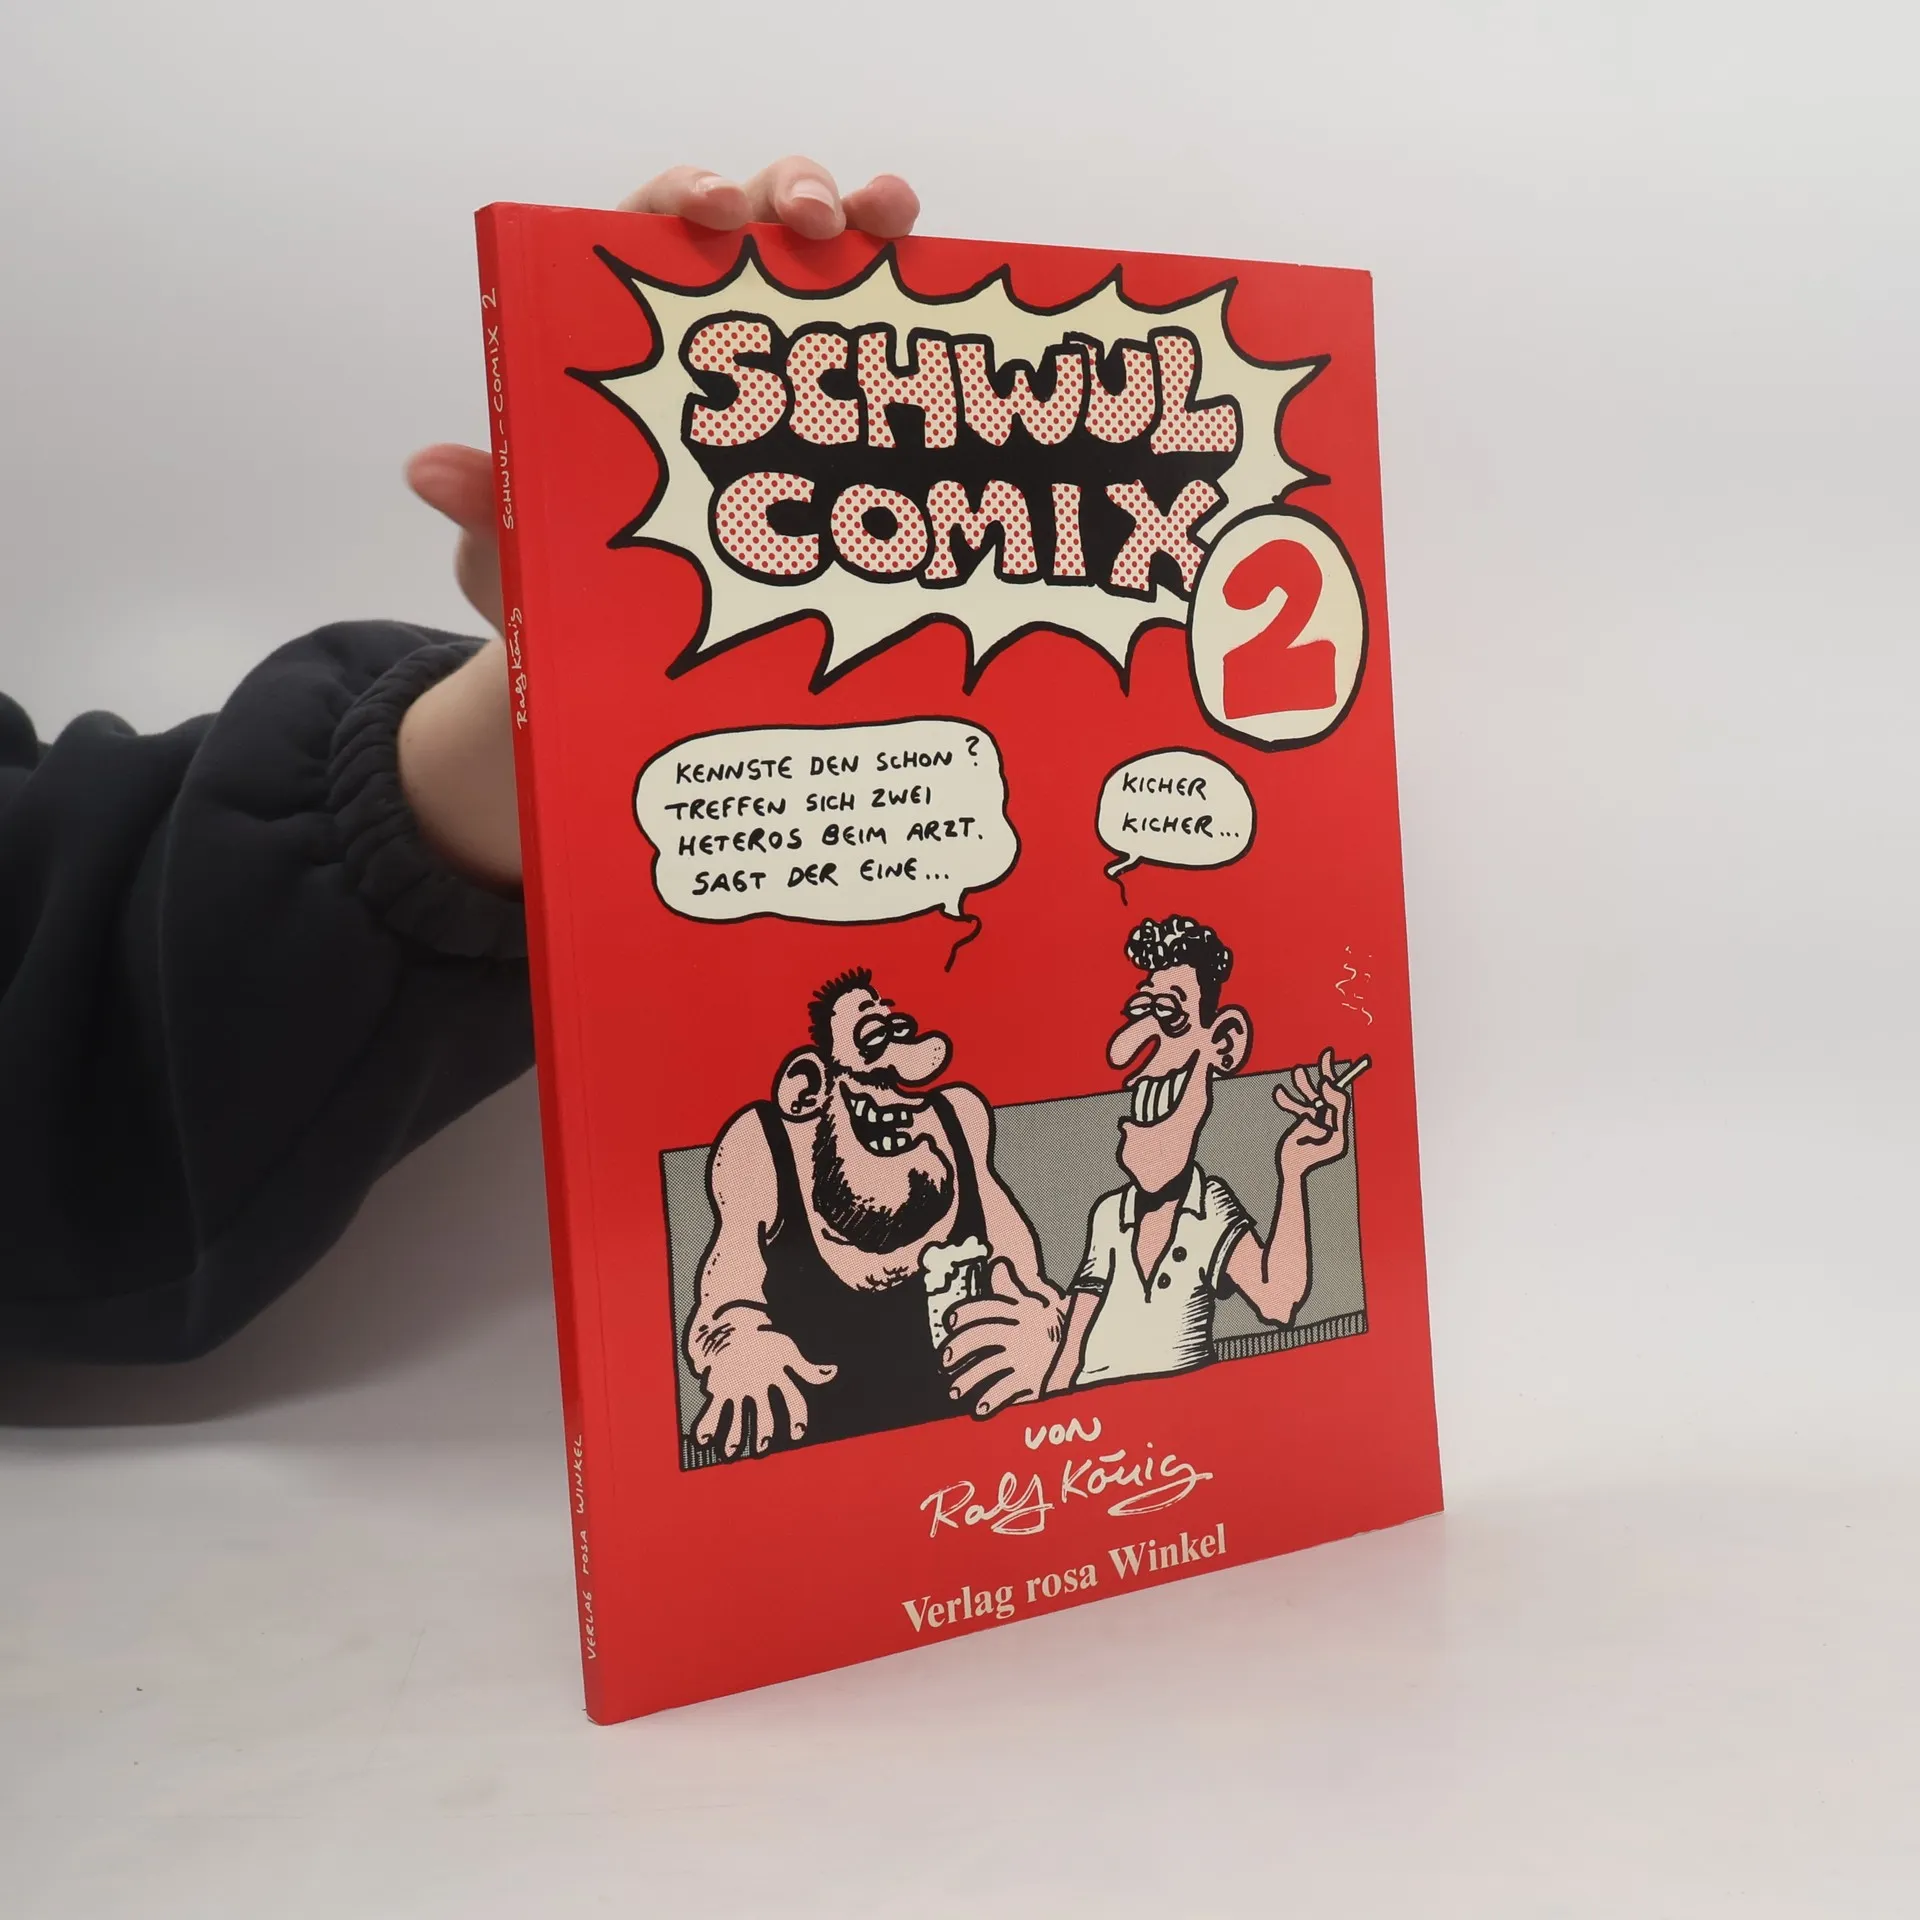 SCHWUL
COMIX
2
KENNSTE DEN SCHON?
TREFFEN SICH ZWEI
HETEROS BEIM ARZT.
SAGT DER EINE...
KICHER
KICHER...
von
Ralf König
Verlag rosa Winkel
SCHWUL-COMIX 2
Ralf König
VERLAG rosa WINKEL